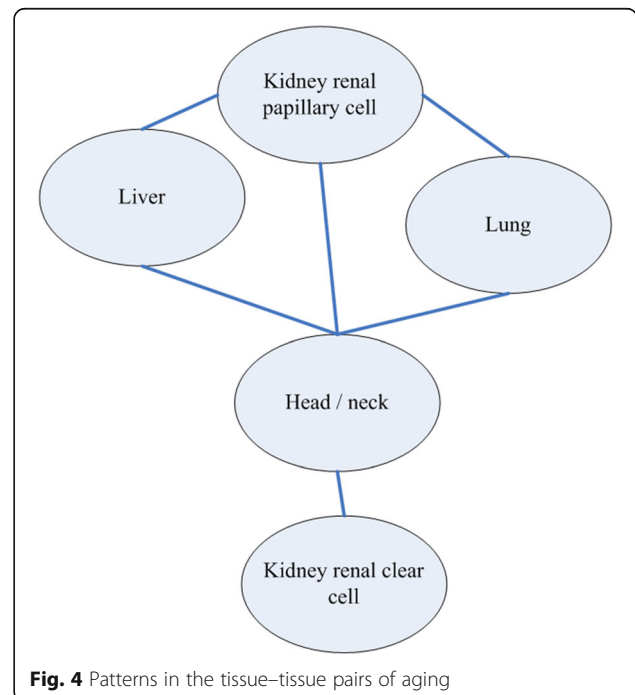 Kidney renal
papillary cell
Liver
Lung
Head / neck
Kidney renal clear
cell
Fig. 4 Patterns in the tissue–tissue pairs of aging